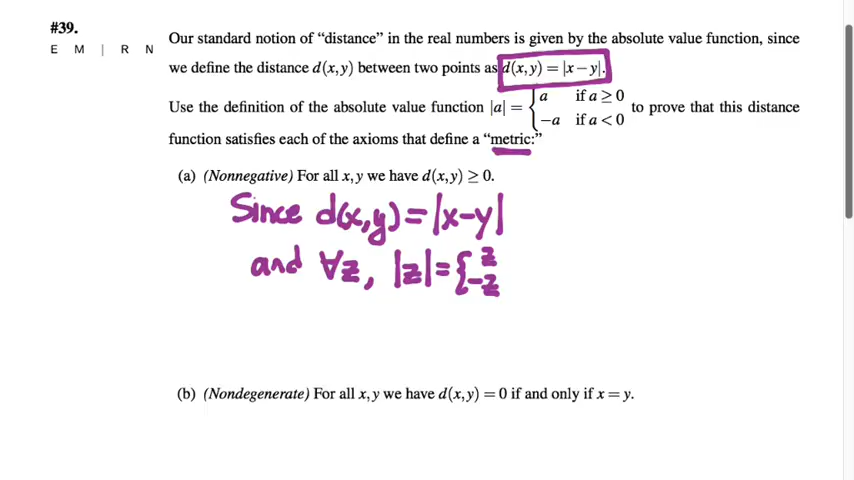 #39.
E M | R N
Our standard notion of “distance” in the real numbers is given by the absolute value function, since
we define the distance d(x,y) between two points as d(x,y) = |x − y|.
Use the definition of the absolute value function |a| = { a if a ≥ 0
−a if a < 0 to prove that this distance
function satisfies each of the axioms that define a “metric:”
(a) (Nonnegative) For all x,y we have d(x,y) ≥ 0.
Since d(x,y) = |x−y|
and ∀z, |z| = { z
−z
(b) (Nondegenerate) For all x,y we have d(x,y) = 0 if and only if x = y.